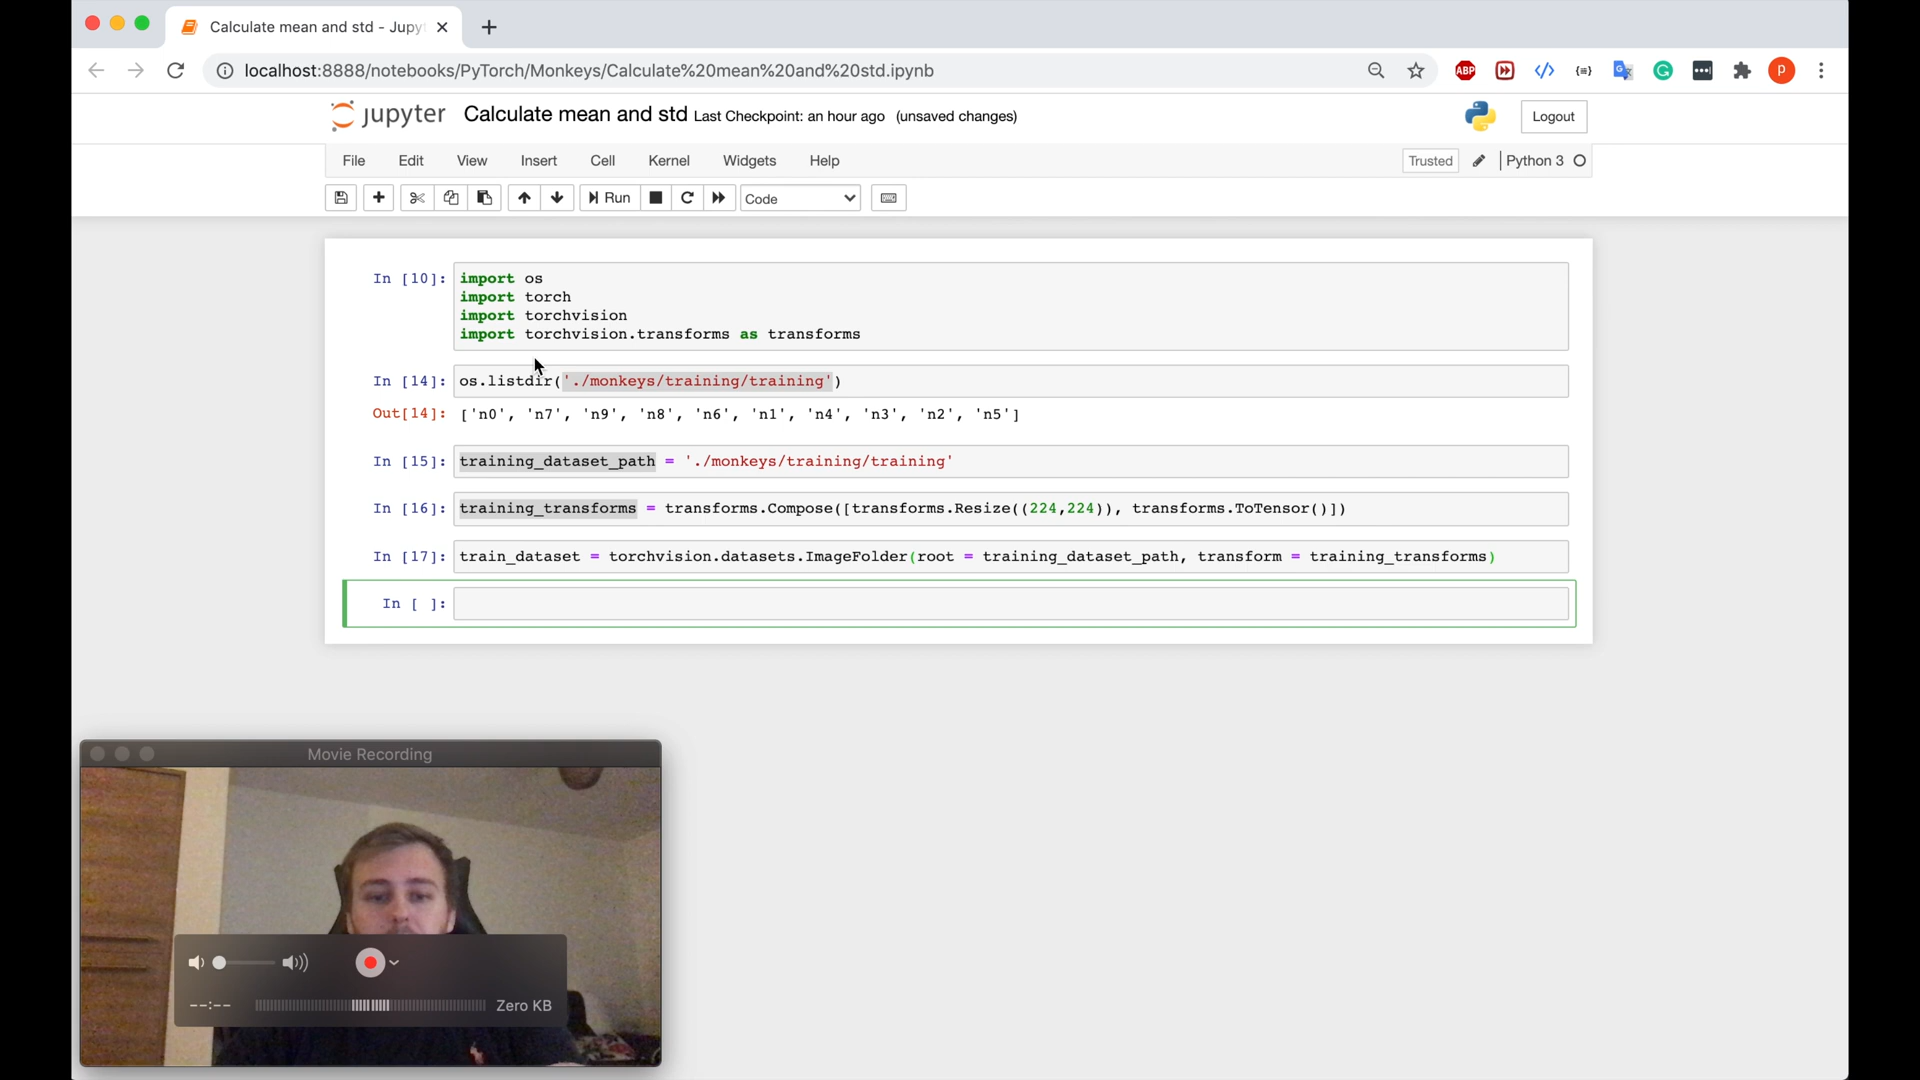 Calculate mean and std - Jupy
localhost:8888/notebooks/PyTorch/Monkeys/Calculate%20mean%20and%20std.ipynb
ABP
P
jupyter Calculate mean and std Last Checkpoint: an hour ago (unsaved changes)
Logout
File Edit View Insert Cell Kernel Widgets Help
Trusted Python 3
Run Code
In [10]: import os
import torch
import torchvision
import torchvision.transforms as transforms
In [14]: os.listdir('./monkeys/training/training')
Out[14]: ['n0', 'n7', 'n9', 'n8', 'n6', 'n1', 'n4', 'n3', 'n2', 'n5']
In [15]: training_dataset_path = './monkeys/training/training'
In [16]: training_transforms = transforms.Compose([transforms.Resize((224,224)), transforms.ToTensor()])
In [17]: train_dataset = torchvision.datasets.ImageFolder(root = training_dataset_path, transform = training_transforms)
In [ ]:
Movie Recording
--:-- Zero KB